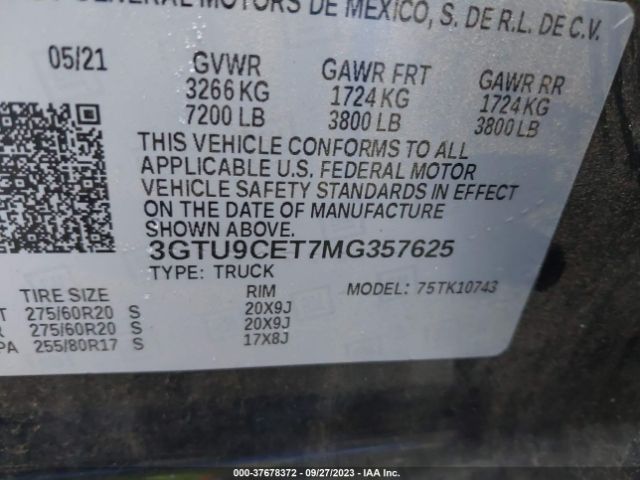 GENERAL MOTORS DE MEXICO, S. DE R.L. DE C.V.
05/21
GVWR
3266 KG
7200 LB
GAWR FRT
1724 KG
3800 LB
GAWR RR
1724 KG
3800 LB
THIS VEHICLE CONFORMS TO ALL
APPLICABLE U.S. FEDERAL MOTOR
VEHICLE SAFETY STANDARDS IN EFFECT
ON THE DATE OF MANUFACTURE
SHOWN ABOVE.
3GTU9CET7MG357625
TYPE: TRUCK
MODEL: 75TK10743
TIRE SIZE RIM
T 275/60R20 S 20X9J
R 275/60R20 S 20X9J
PA 255/80R17 S 17X8J
000-37678372 - 09/27/2023 - IAA Inc.